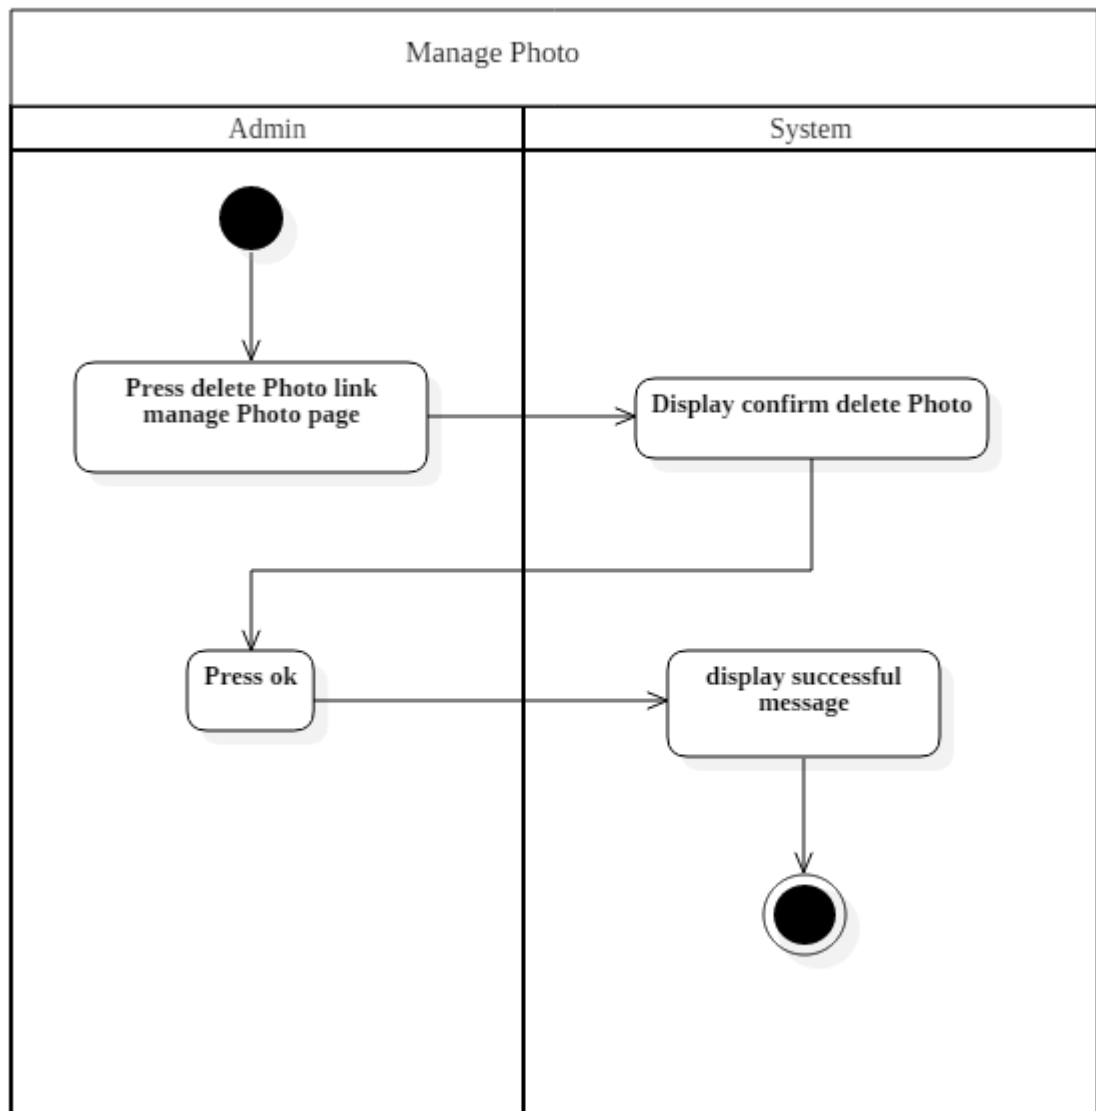 Manage Photo
Admin
System
Press delete Photo link
manage Photo page
Display confirm delete Photo
Press ok
display successful
message